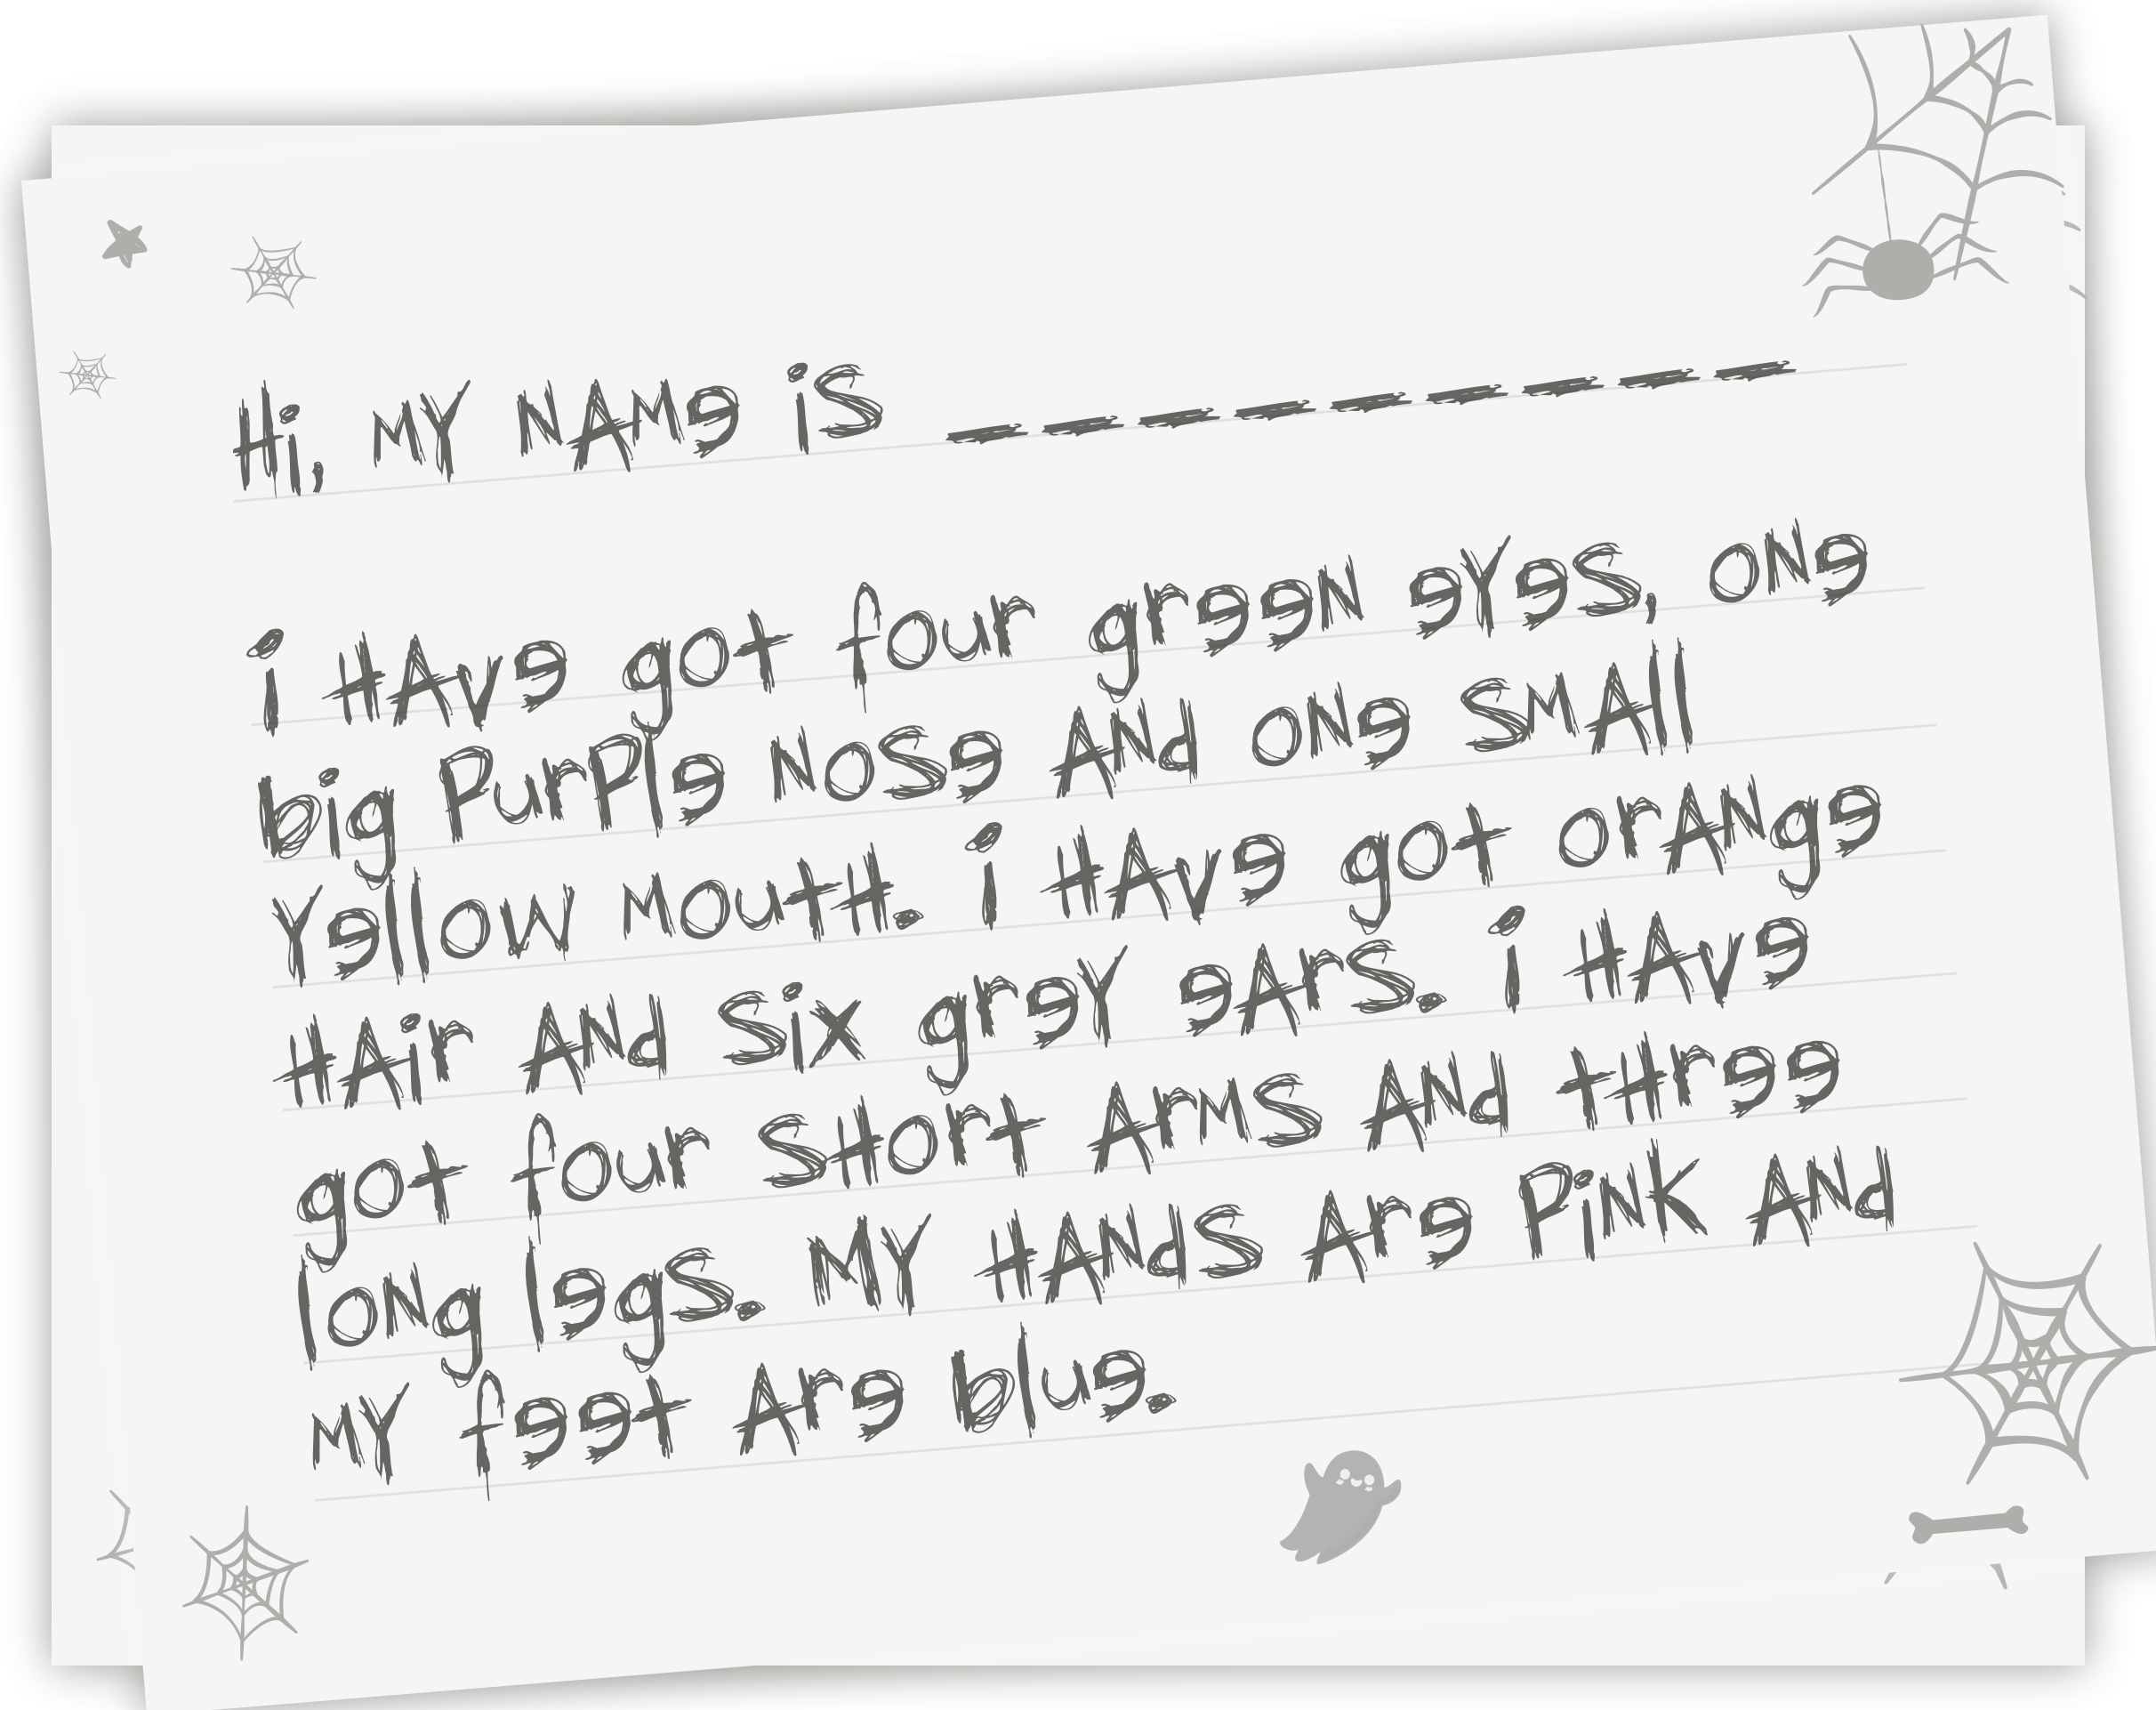 Hi, MY NAMe iS _ _ _ _ _ _ _ _ _
i HAve got four greeN eYeS, oNe
big PurPle NoSe ANd oNe SMAll
Yellow MoutH. i HAve got orANge
HAir ANd Six greY eArS. i HAve
got four SHort ArMS ANd tHree
loNg legS. MY HANdS Are PiNK ANd
MY feet Are blue.